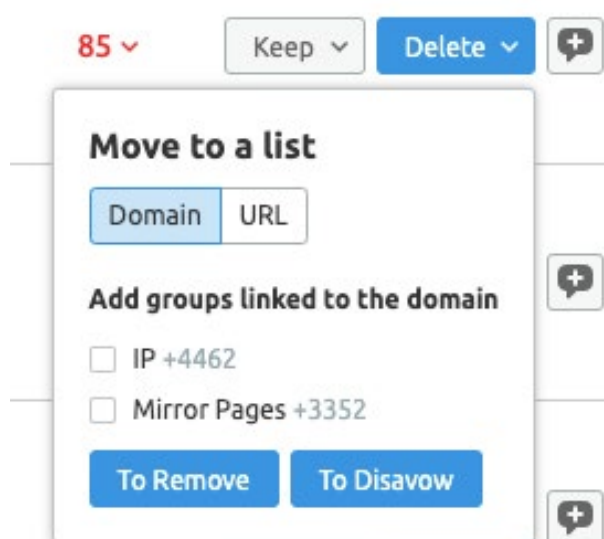 85 Keep Delete
Move to a list
Domain URL
Add groups linked to the domain
IP +4462
Mirror Pages +3352
To Remove To Disavow